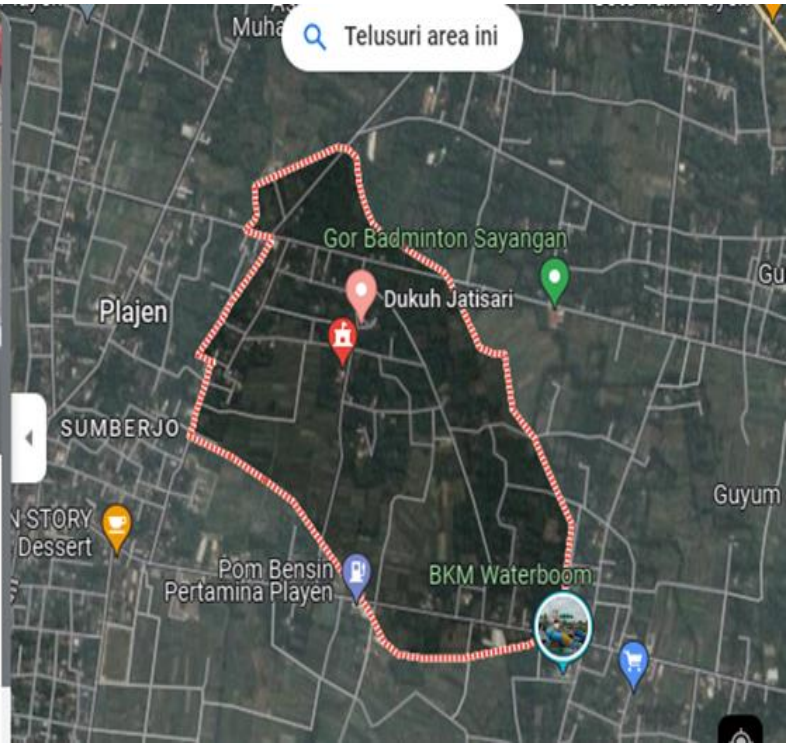 Telusuri area ini
Muha
Gor Badminton Sayangan
Gu
Dukuh Jatisari
Plajen
SUMBERJO
Guyum
N STORY
Dessert
Pom Bensin
Pertamina Playen
BKM Waterboom